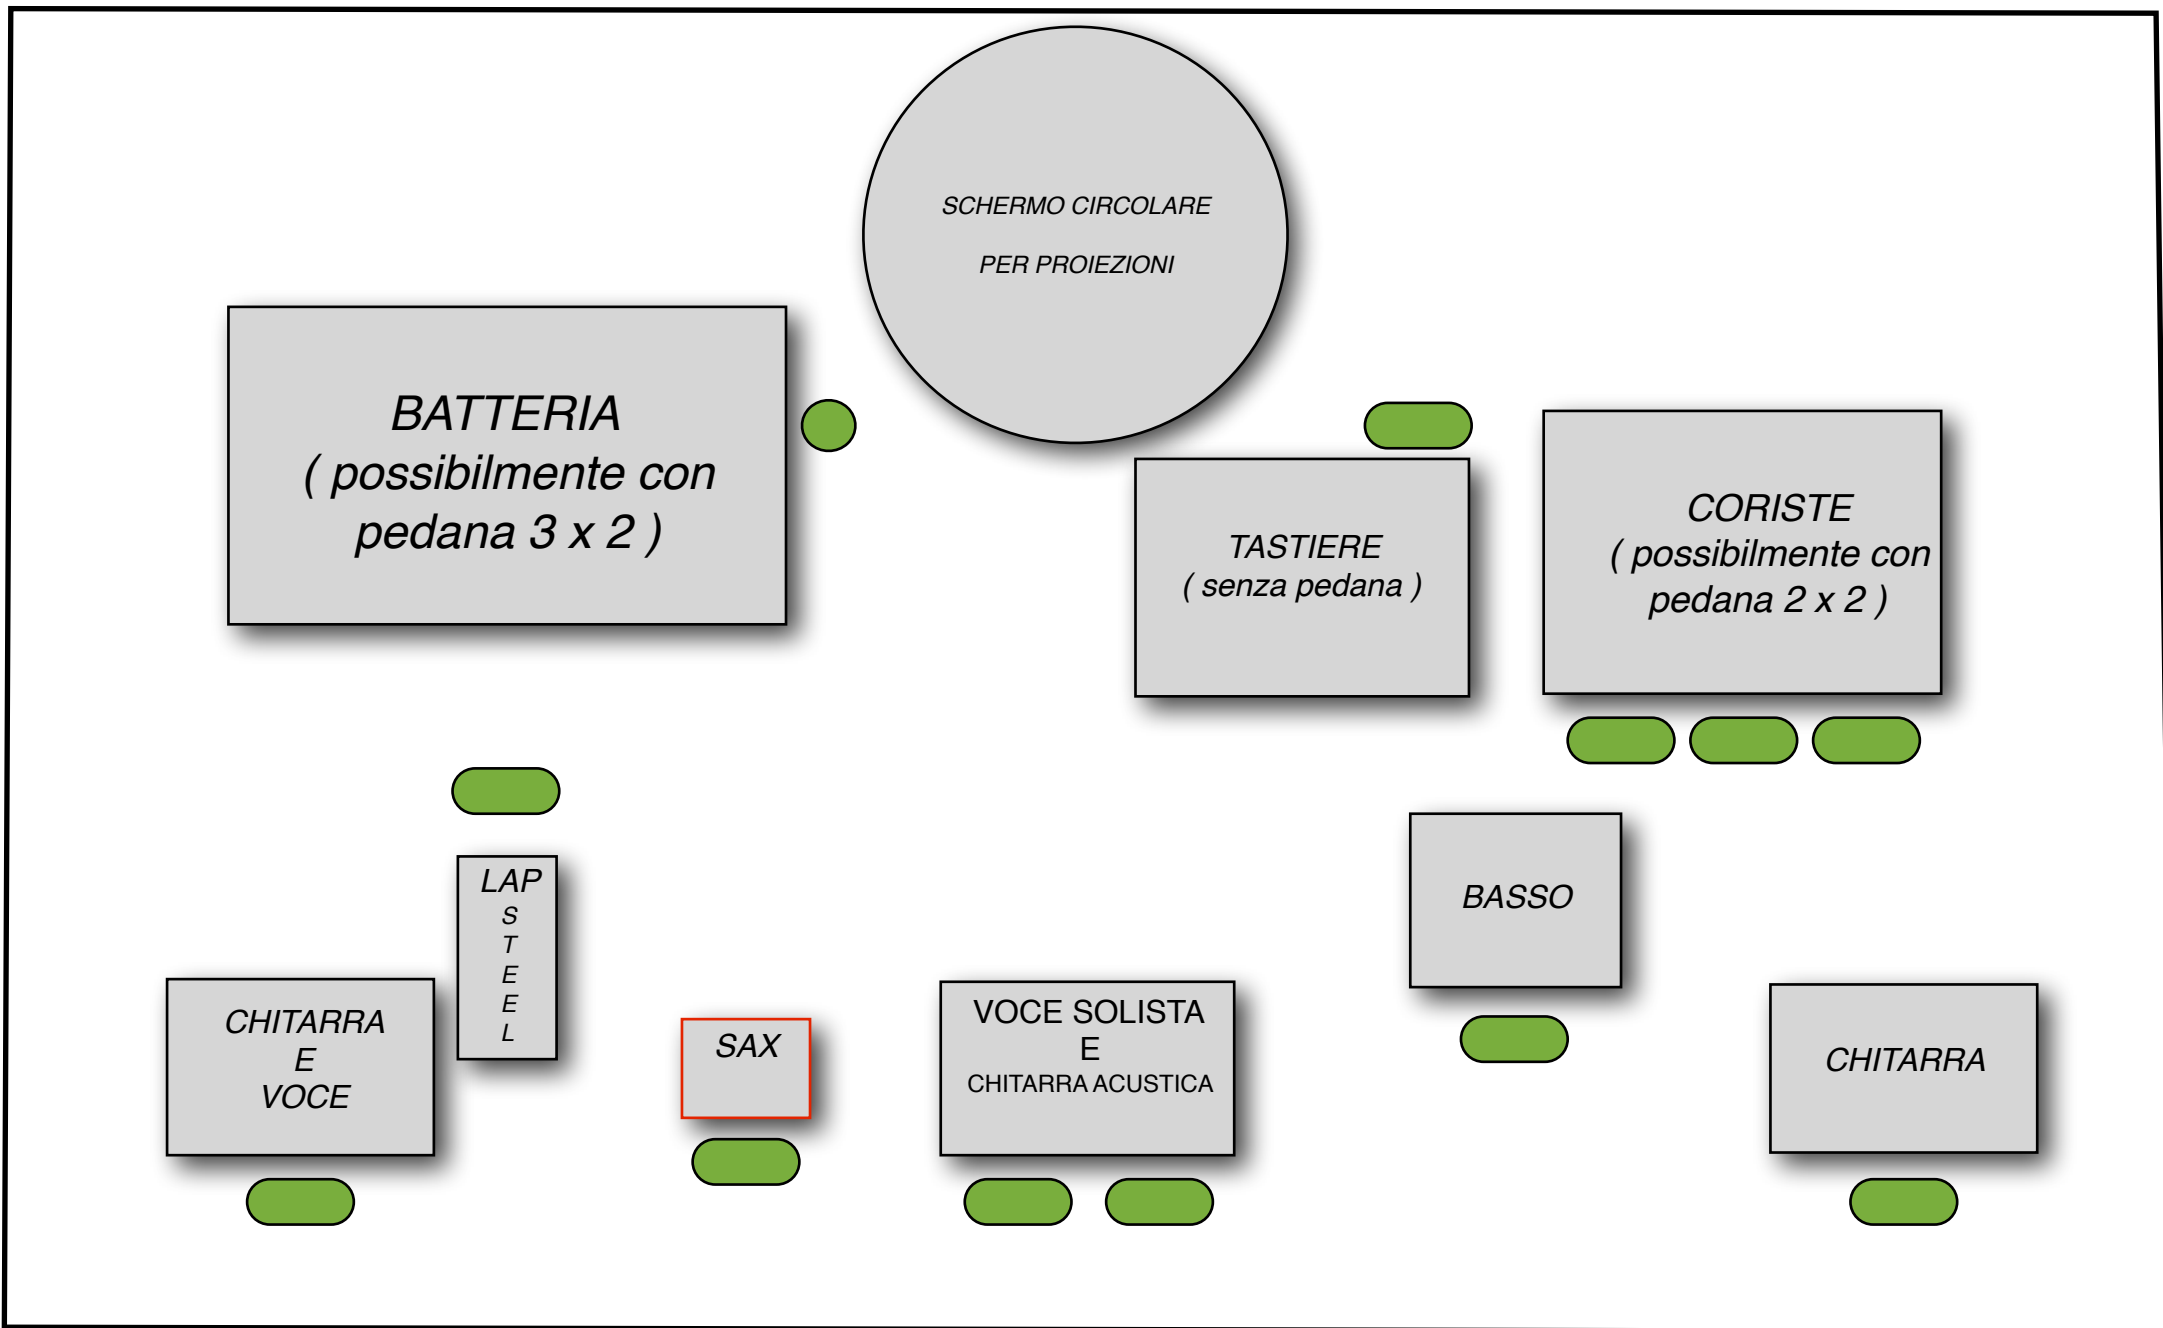 SCHERMO CIRCOLARE
PER PROIEZIONI
BATTERIA
( possibilmente con
pedana 3 x 2 )
TASTIERE
( senza pedana )
CORISTE
( possibilmente con
pedana 2 x 2 )
LAP
S
T
E
E
L
BASSO
CHITARRA
E
VOCE
SAX
VOCE SOLISTA
E
CHITARRA ACUSTICA
CHITARRA